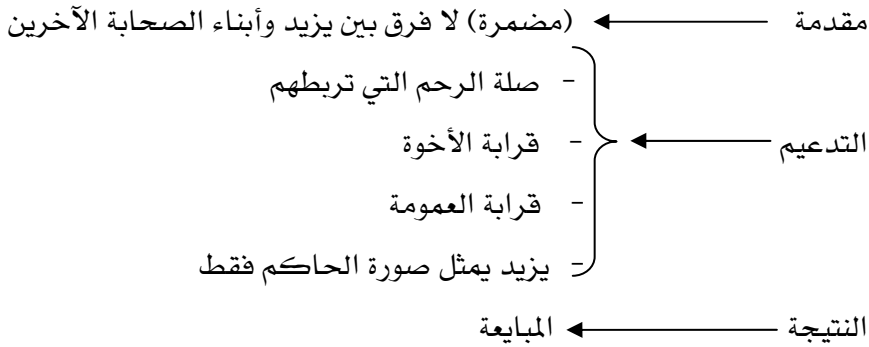 مقدمة (مضمرة) لا فرق بين يزيد وأبناء الصحابة الآخرين
- صلة الرحم التي تربطهم
التدعيم - قرابة الأخوة
- قرابة العمومة
- يزيد يمثل صورة الحاكم فقط
النتيجة المبايعة